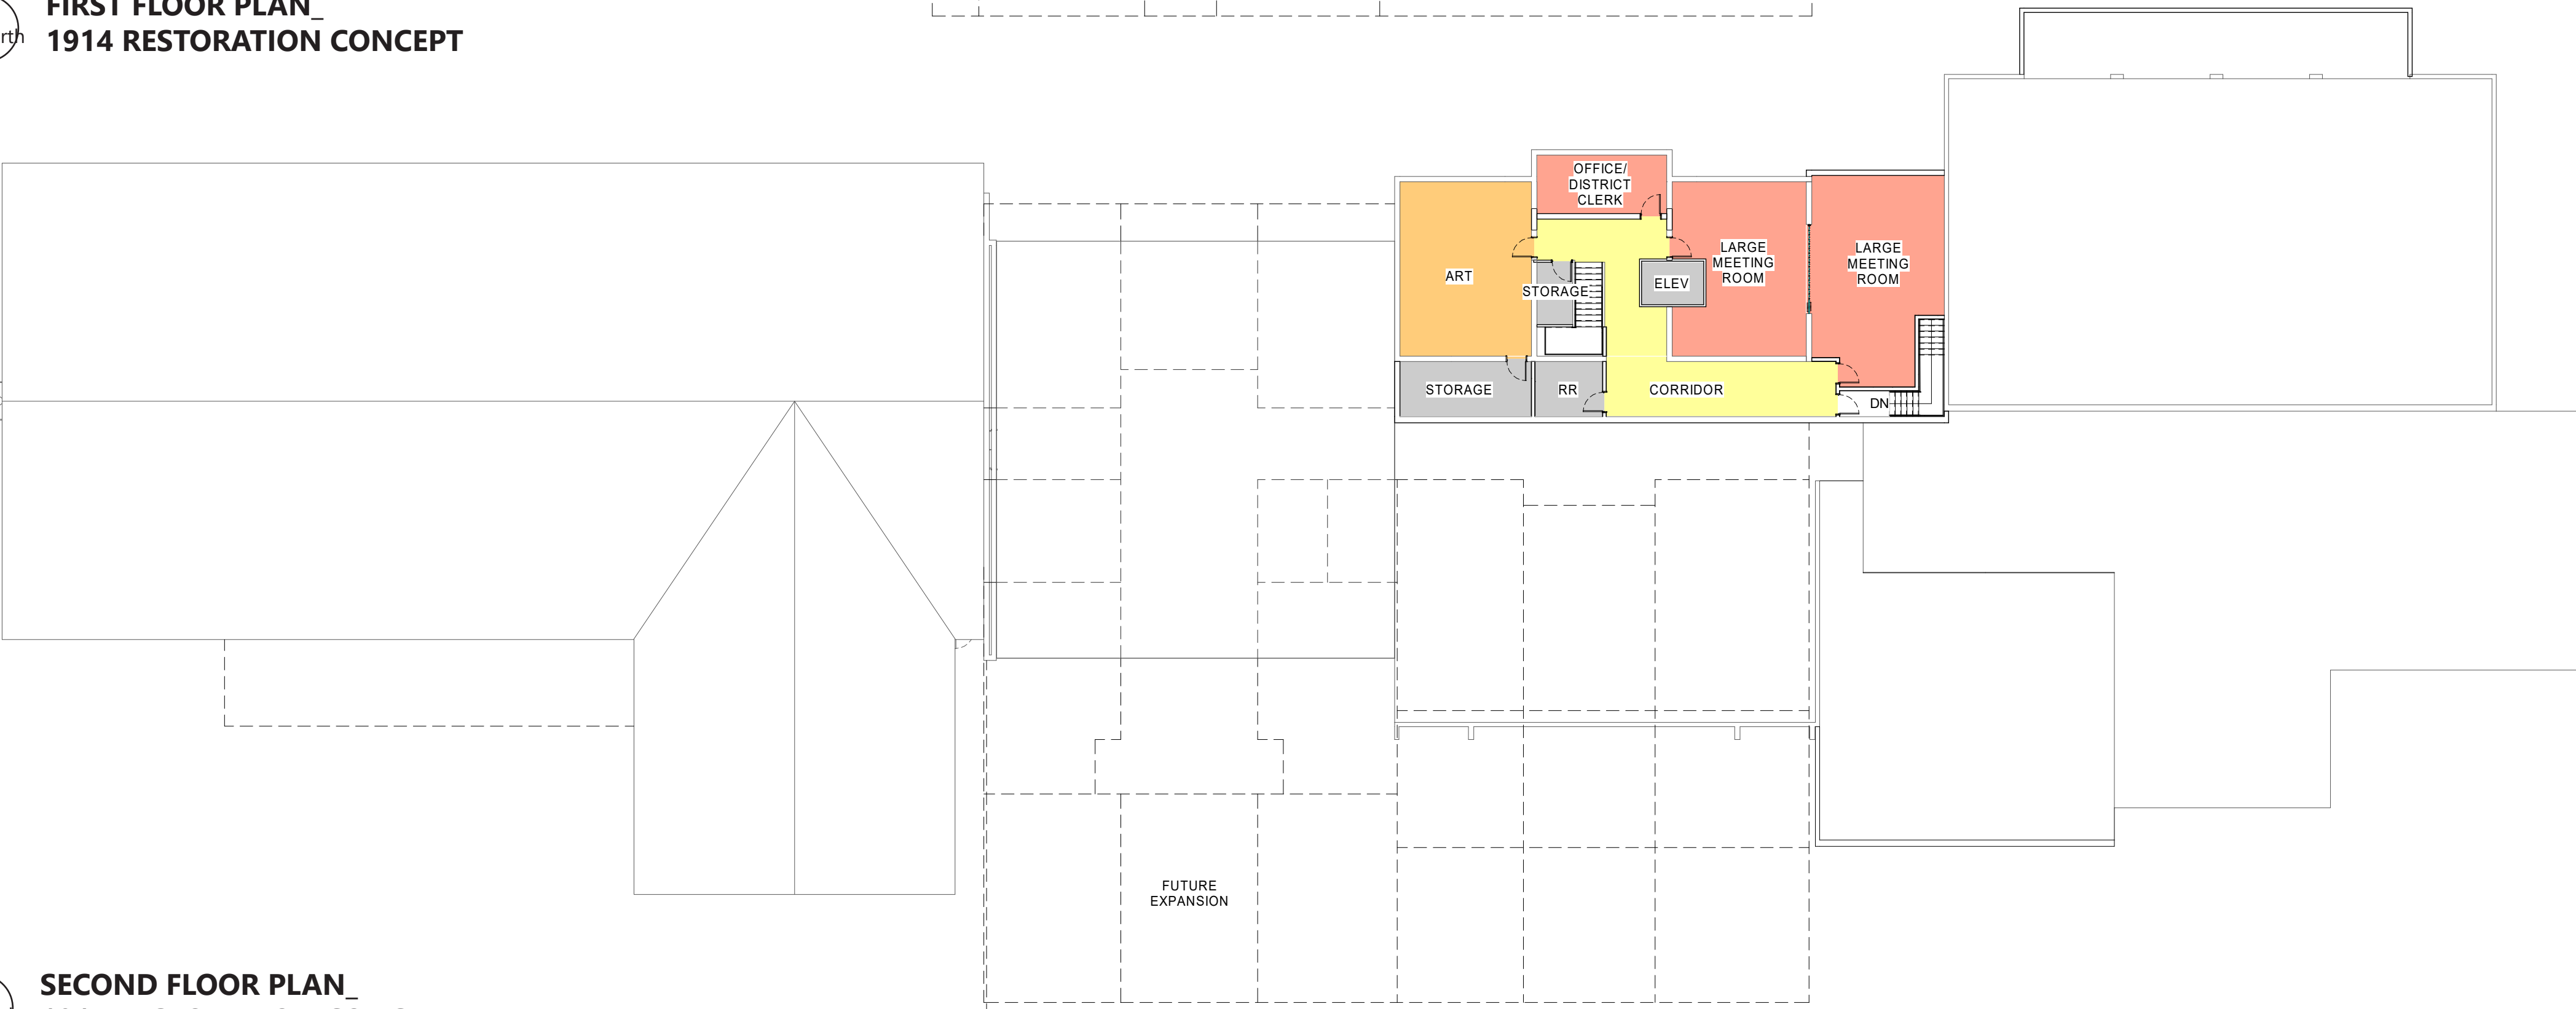 FIRST FLOOR PLAN_
1914 RESTORATION CONCEPT
rth
OFFICE/
DISTRICT
CLERK
ART
STORAGE
ELEV
LARGE
MEETING
ROOM
LARGE
MEETING
ROOM
STORAGE
RR
CORRIDOR
DN
FUTURE
EXPANSION
SECOND FLOOR PLAN_